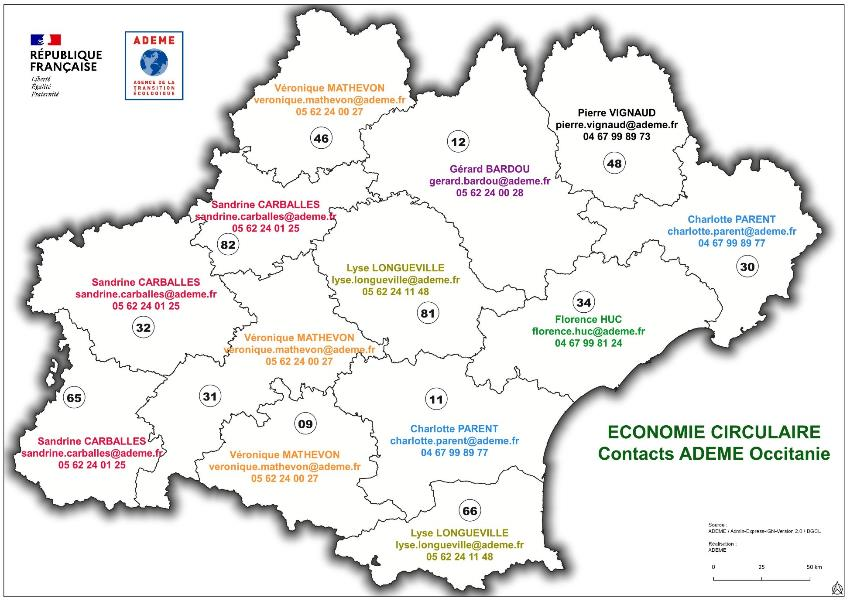 RÉPUBLIQUE
FRANÇAISE
Liberté
Égalité
Fraternité
ADEME
AGENCE DE LA
TRANSITION
ÉCOLOGIQUE
Véronique MATHEVON
veronique.mathevon@ademe.fr
05 62 24 00 27
46
12
Gérard BARDOU
gerard.bardou@ademe.fr
05 62 24 00 28
Pierre VIGNAUD
pierre.vignaud@ademe.fr
04 67 99 89 73
48
Sandrine CARBALLES
sandrine.carballes@ademe.fr
05 62 24 01 25
82
Charlotte PARENT
charlotte.parent@ademe.fr
04 67 99 89 77
30
Sandrine CARBALLES
sandrine.carballes@ademe.fr
05 62 24 01 25
32
Lyse LONGUEVILLE
lyse.longueville@ademe.fr
05 62 24 11 48
81
34
Florence HUC
florence.huc@ademe.fr
04 67 99 81 24
Véronique MATHEVON
veronique.mathevon@ademe.fr
05 62 24 00 27
31
65
Sandrine CARBALLES
sandrine.carballes@ademe.fr
05 62 24 01 25
09
Véronique MATHEVON
veronique.mathevon@ademe.fr
05 62 24 00 27
11
Charlotte PARENT
charlotte.parent@ademe.fr
04 67 99 89 77
66
Lyse LONGUEVILLE
lyse.longueville@ademe.fr
05 62 24 11 48
ECONOMIE CIRCULAIRE
Contacts ADEME Occitanie
Source :
ADEME / Admin-Express-IGN-Version 2.0 / DGCL
Réalisation :
ADEME
0 25 50 km